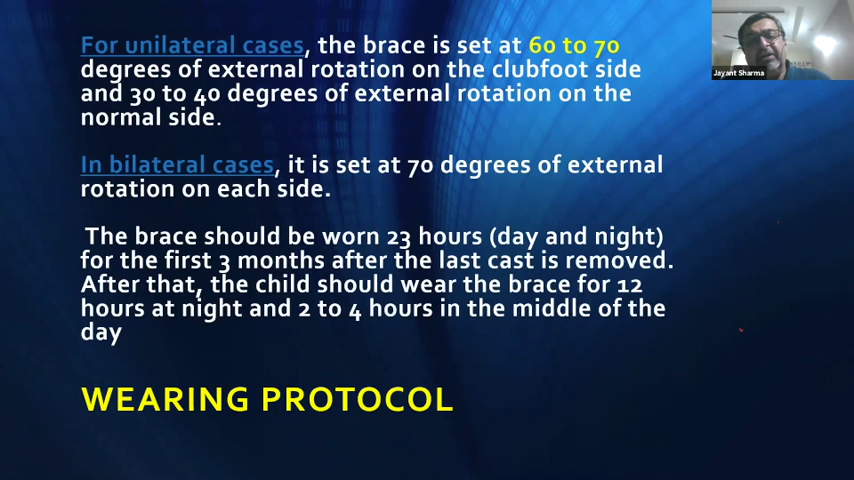 For unilateral cases, the brace is set at 60 to 70
degrees of external rotation on the clubfoot side
and 30 to 40 degrees of external rotation on the
normal side.
In bilateral cases, it is set at 70 degrees of external
rotation on each side.
The brace should be worn 23 hours (day and night)
for the first 3 months after the last cast is removed.
After that, the child should wear the brace for 12
hours at night and 2 to 4 hours in the middle of the
day
WEARING PROTOCOL
Jayant Sharma